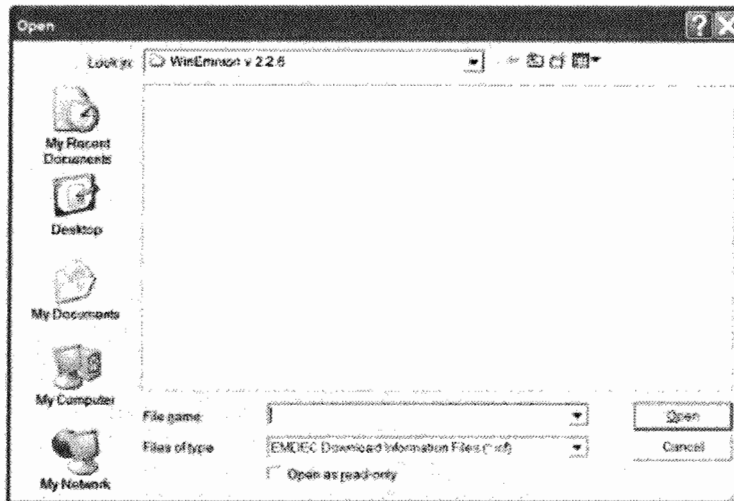 Open
Look in:
WinEmmon v 2.2.6
My Recent
Documents
Desktop
My Documents
My Computer
My Network
File name:
Open
Files of type:
EMDEC Download Information Files (*.xf)
Cancel
Open as read-only